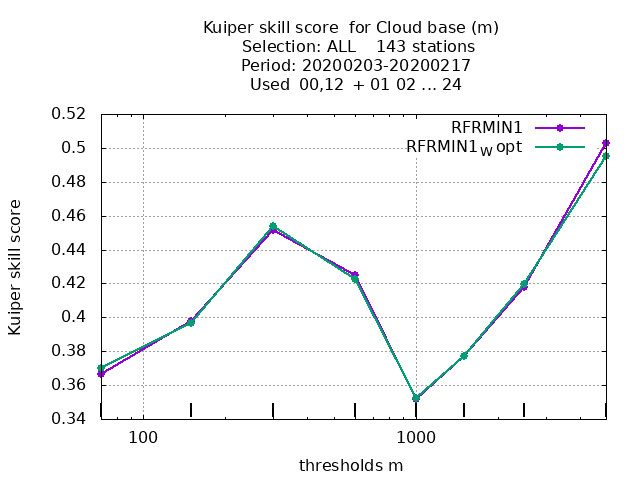 Kuiper skill score  for Cloud base (m)
Selection: ALL    143 stations
Period: 20200203-20200217
Used  00,12  + 01 02 ... 24
RFRMIN1
RFRMIN1W opt
Kuiper skill score
0.52
0.5
0.48
0.46
0.44
0.42
0.4
0.38
0.36
0.34
100
1000
thresholds m